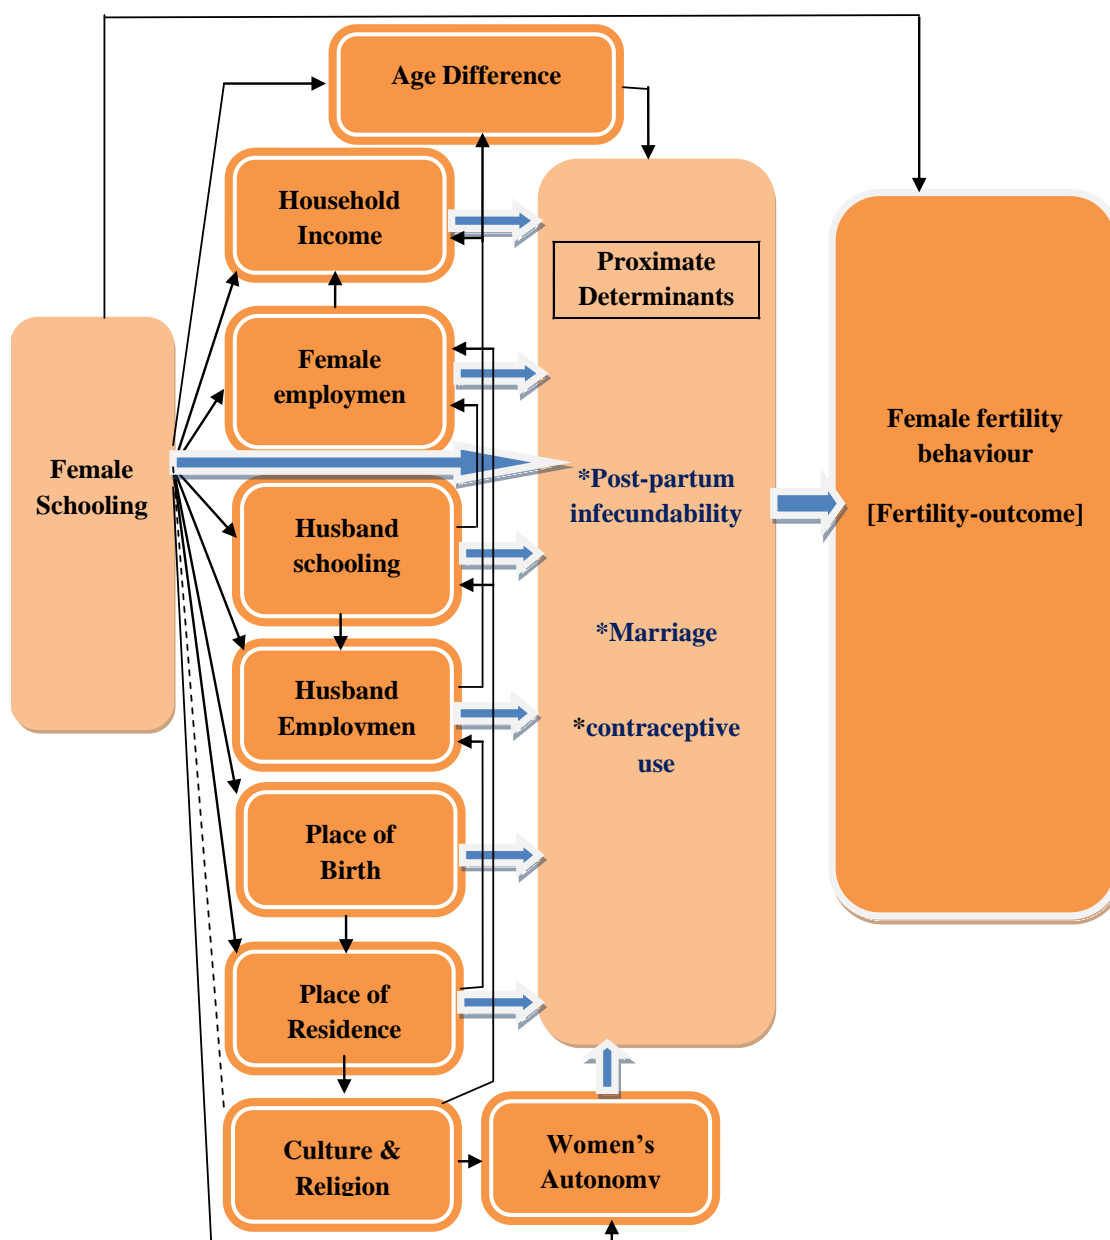 Age Difference
Household
Income
Proximate
Determinants
Female
employmen
Female fertility
behaviour
Female
Schooling
*Post-partum
infecundability
[Fertility-outcome]
Husband
schooling
*Marriage
Husband
Employmen
*contraceptive
use
Place of
Birth
Place of
Residence
Culture &
Religion
Women’s
Autonomy